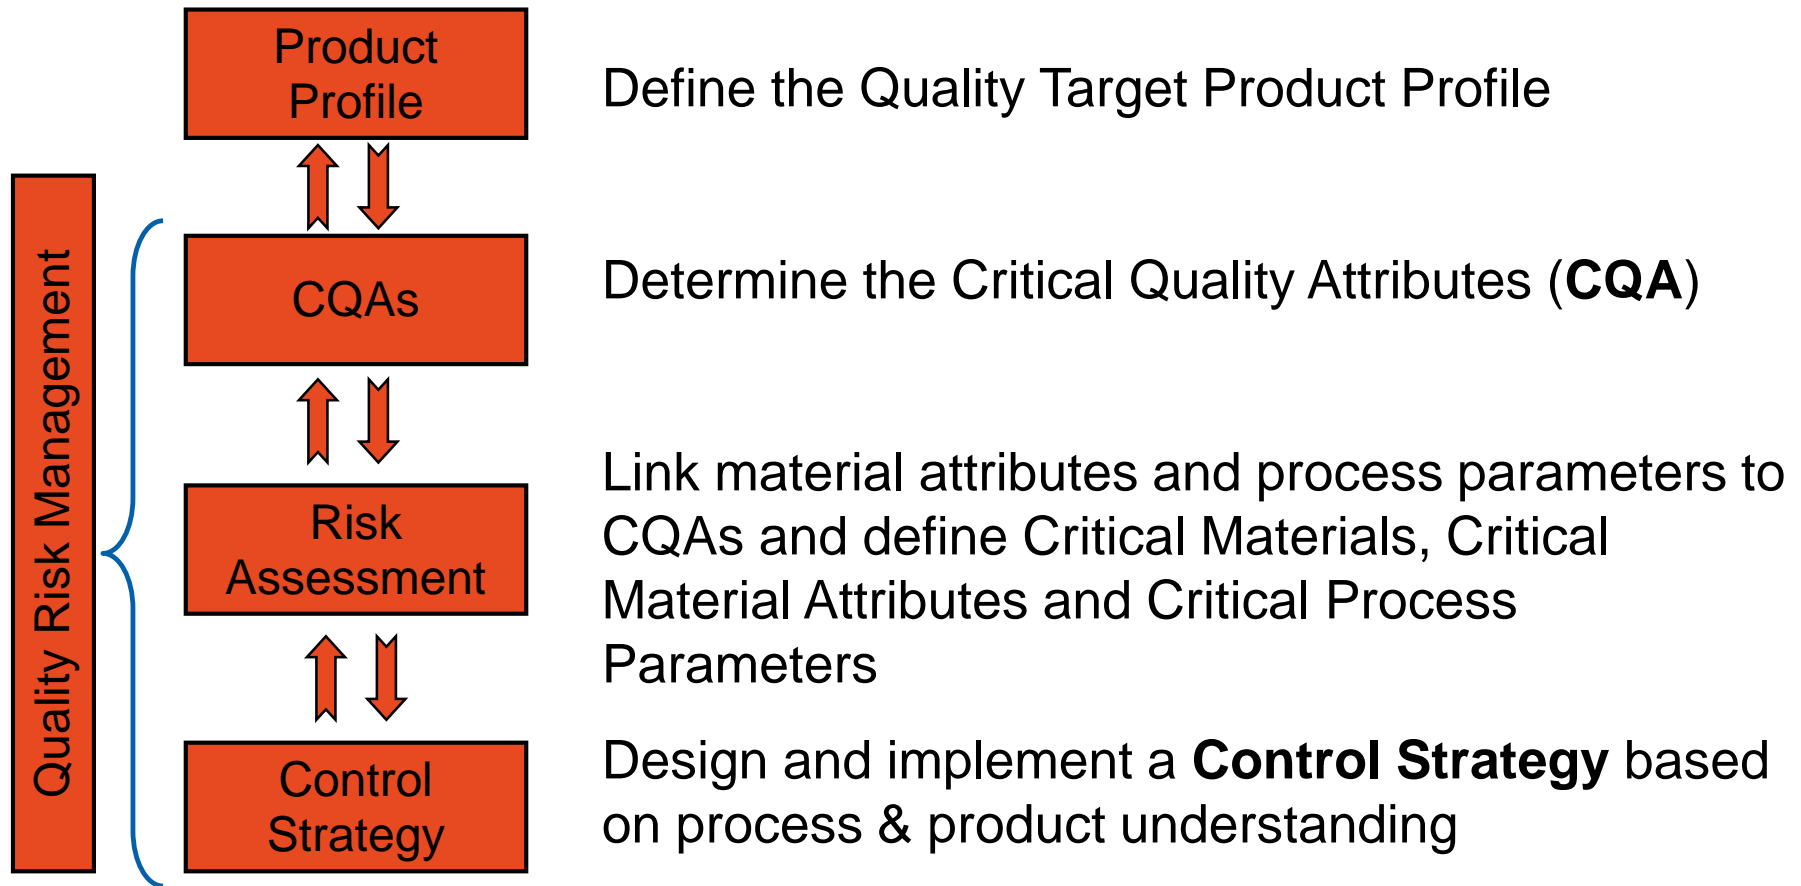 Product
Profile
Define the Quality Target Product Profile
Quality Risk Management
CQAs
Determine the Critical Quality Attributes (CQA)
Risk
Assessment
Link material attributes and process parameters to
CQAs and define Critical Materials, Critical
Material Attributes and Critical Process
Parameters
Control
Strategy
Design and implement a Control Strategy based
on process & product understanding